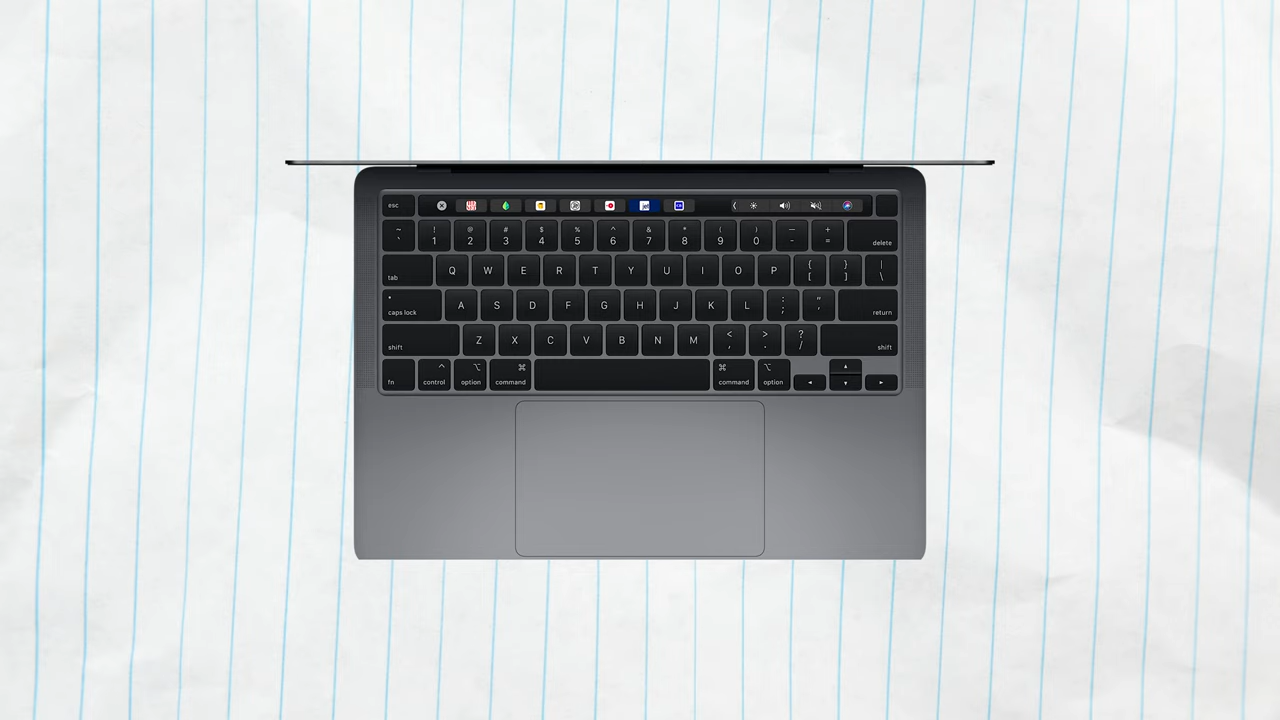 esc
~ ! @ # $ % ^ & * ( ) — +
` 1 2 3 4 5 6 7 8 9 0 - = delete
tab Q W E R T Y U I O P { [ } ] | \
caps lock A S D F G H J K L : ; " ' return
shift Z X C V B N M < , > . ? / shift
fn control option command command option